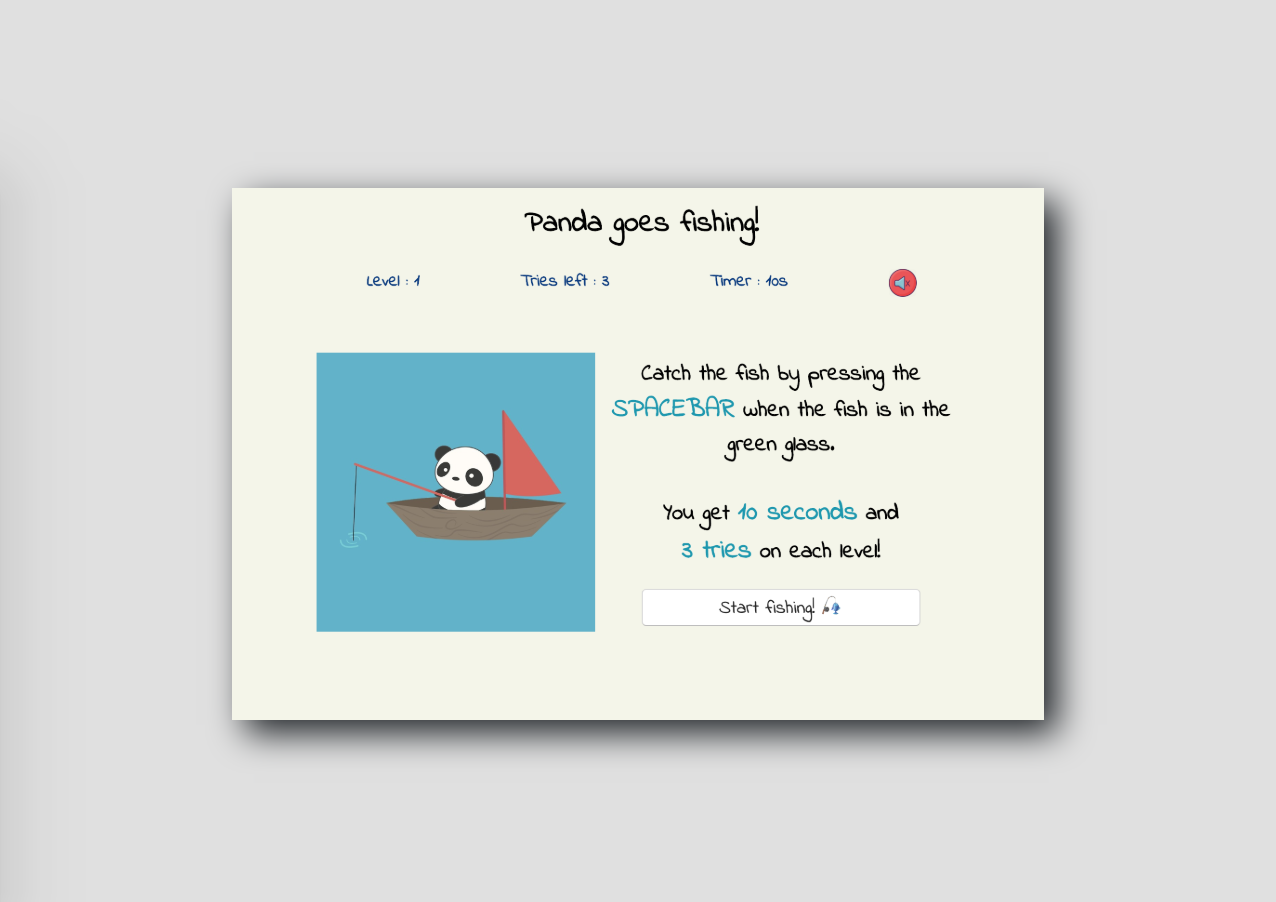 Panda goes fishing!
Level : 1
Tries left : 3
Timer : 10s
Catch the fish by pressing the
SPACEBAR when the fish is in the
green glass.
You get 10 seconds and
3 tries on each level!
Start fishing! 🎣